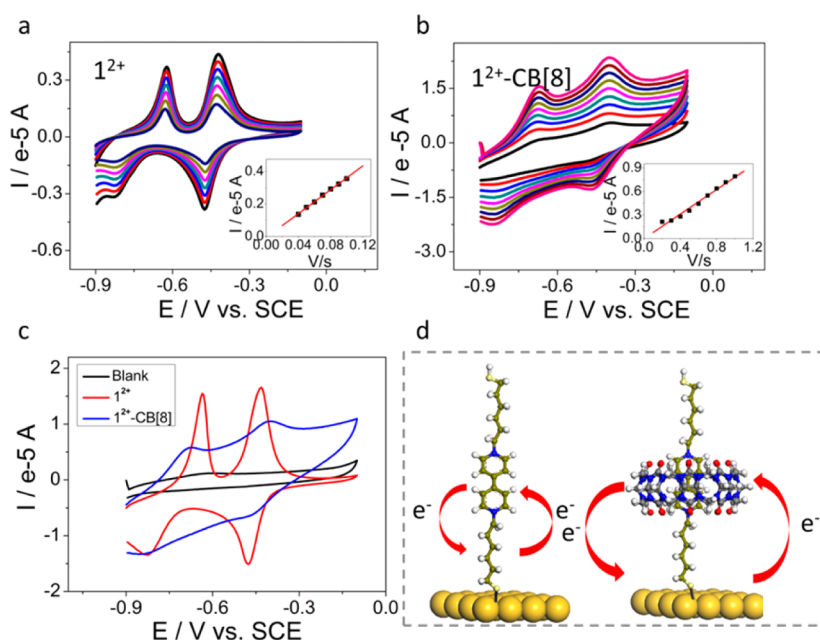 a
1²⁺
I / e-5 A
0.3
0.0
-0.3
-0.6
-0.9 -0.6 -0.3 0.0
E / V vs. SCE
I / e-5 A
0.4
0.2
0.0
0.00 0.04 0.08 0.12
V/s
b
1²⁺-CB[8]
I / e -5 A
1.5
0.0
-1.5
-3.0
-0.9 -0.6 -0.3 0.0
E / V vs. SCE
I / e-5 A
0.9
0.6
0.3
0.0
0.0 0.4 0.8 1.2
V/s
c
Blank
1²⁺
1²⁺-CB[8]
I / e-5 A
2
1
0
-1
-2
-0.9 -0.6 -0.3 0.0
E / V vs. SCE
d
e⁻
e⁻
e⁻
e⁻